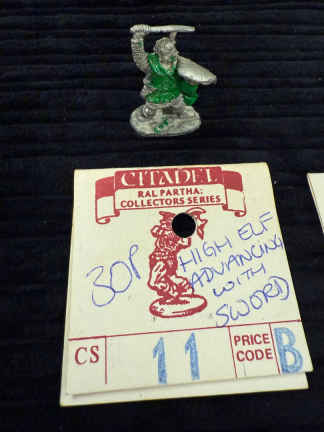 CITADEL
RAL PARTHA:
COLLECTORS SERIES
30P
HIGH ELF
ADVANCING
WITH
SWORD
CS 11 PRICE CODE B